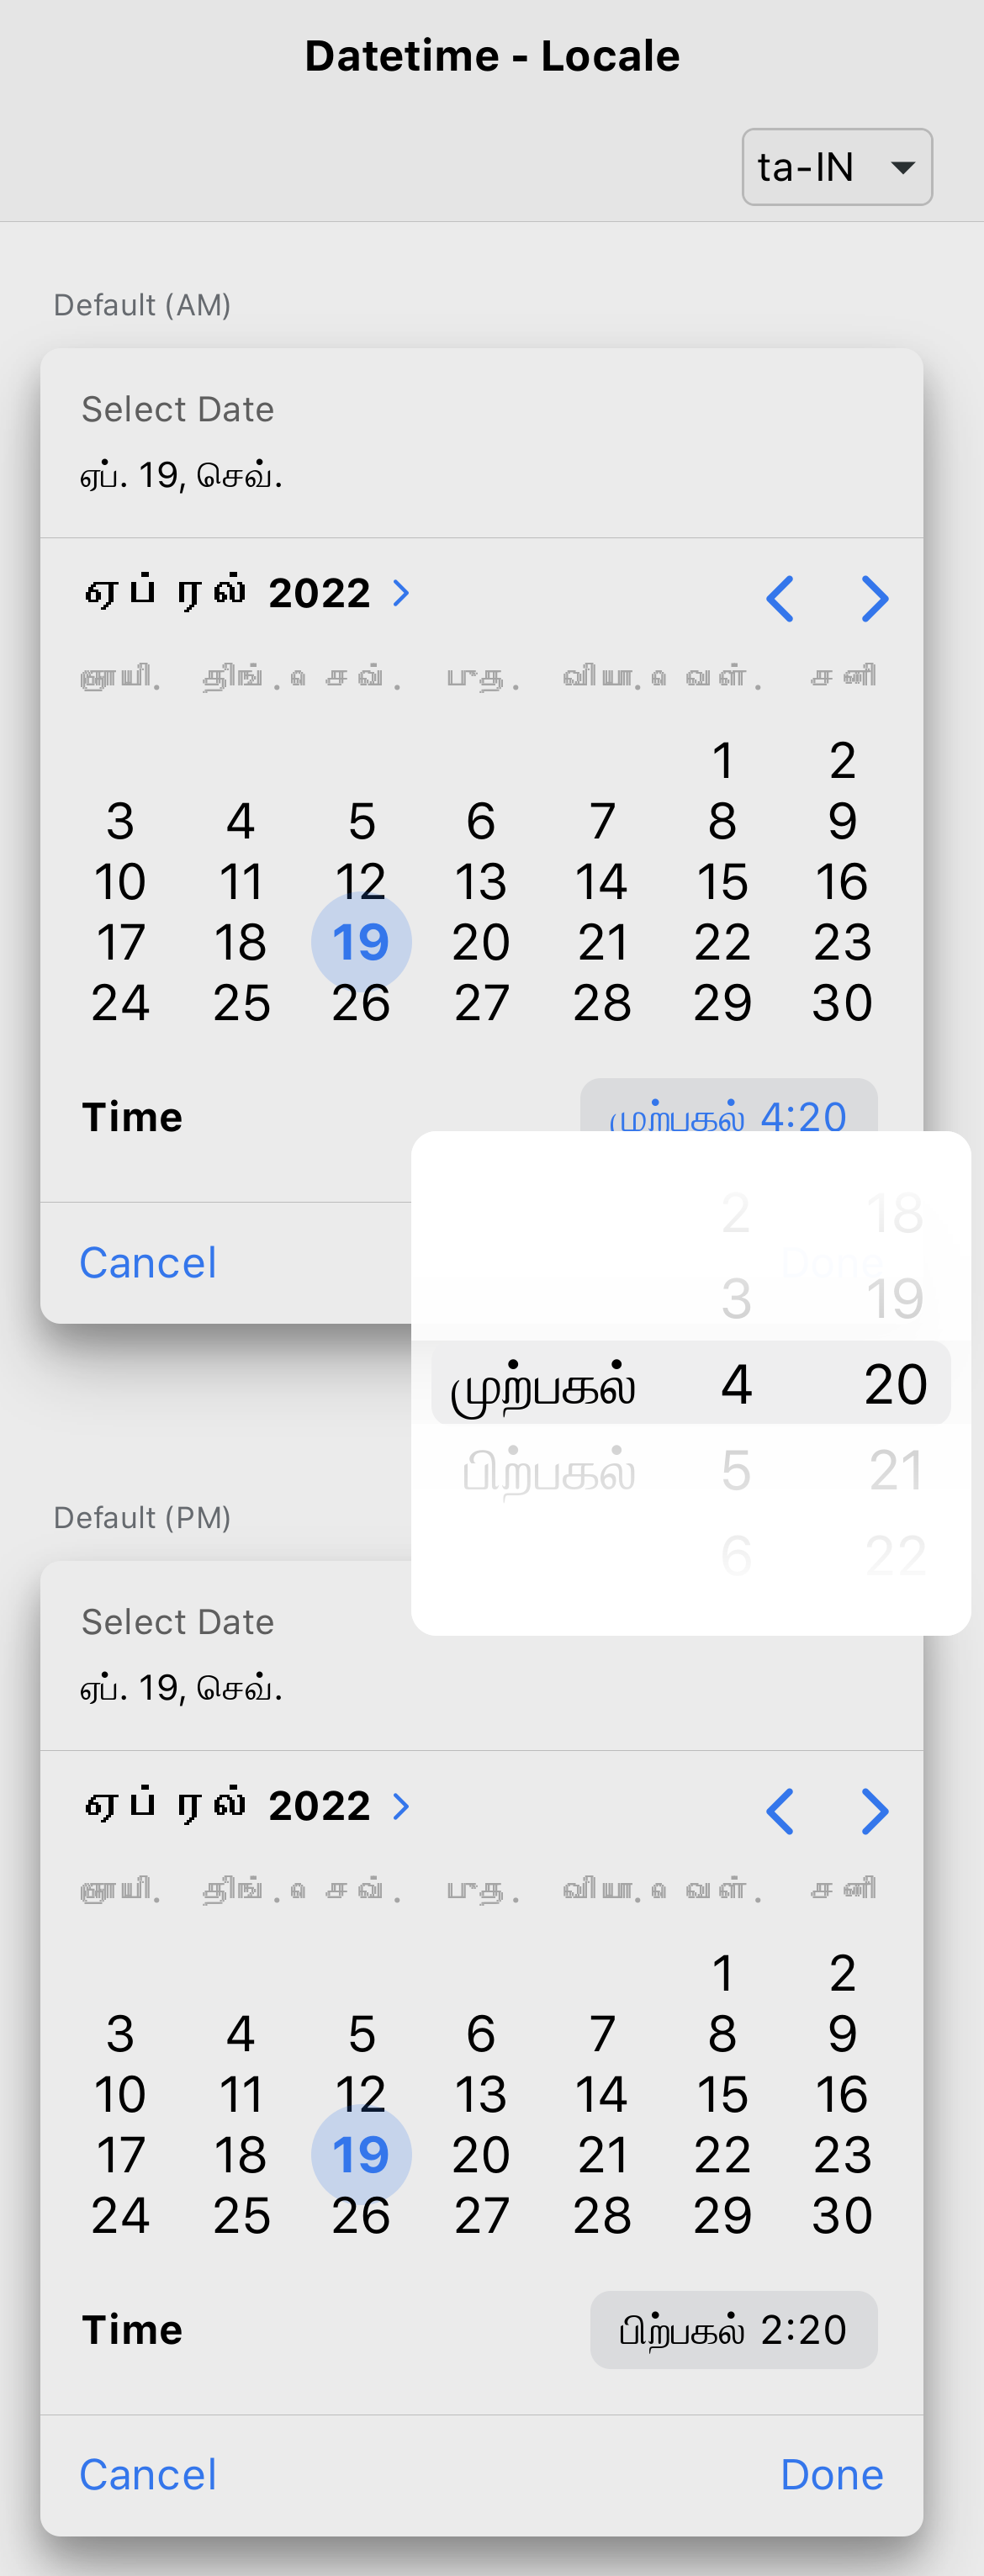 Datetime - Locale
ta-IN
Default (AM)
Select Date
ஏப். 19, செவ்.
ஏப்ரல் 2022
ஞாயி. திங். செவ். புத. வியா. வெள். சனி
1 2
3 4 5 6 7 8 9
10 11 12 13 14 15 16
17 18 19 20 21 22 23
24 25 26 27 28 29 30
Time முற்பகல் 4:20
2 18
Cancel Done
3 19
முற்பகல் 4 20
பிற்பகல் 5 21
Default (PM)
6 22
Select Date
ஏப். 19, செவ்.
ஏப்ரல் 2022
ஞாயி. திங். செவ். புத. வியா. வெள். சனி
1 2
3 4 5 6 7 8 9
10 11 12 13 14 15 16
17 18 19 20 21 22 23
24 25 26 27 28 29 30
Time பிற்பகல் 2:20
Cancel Done